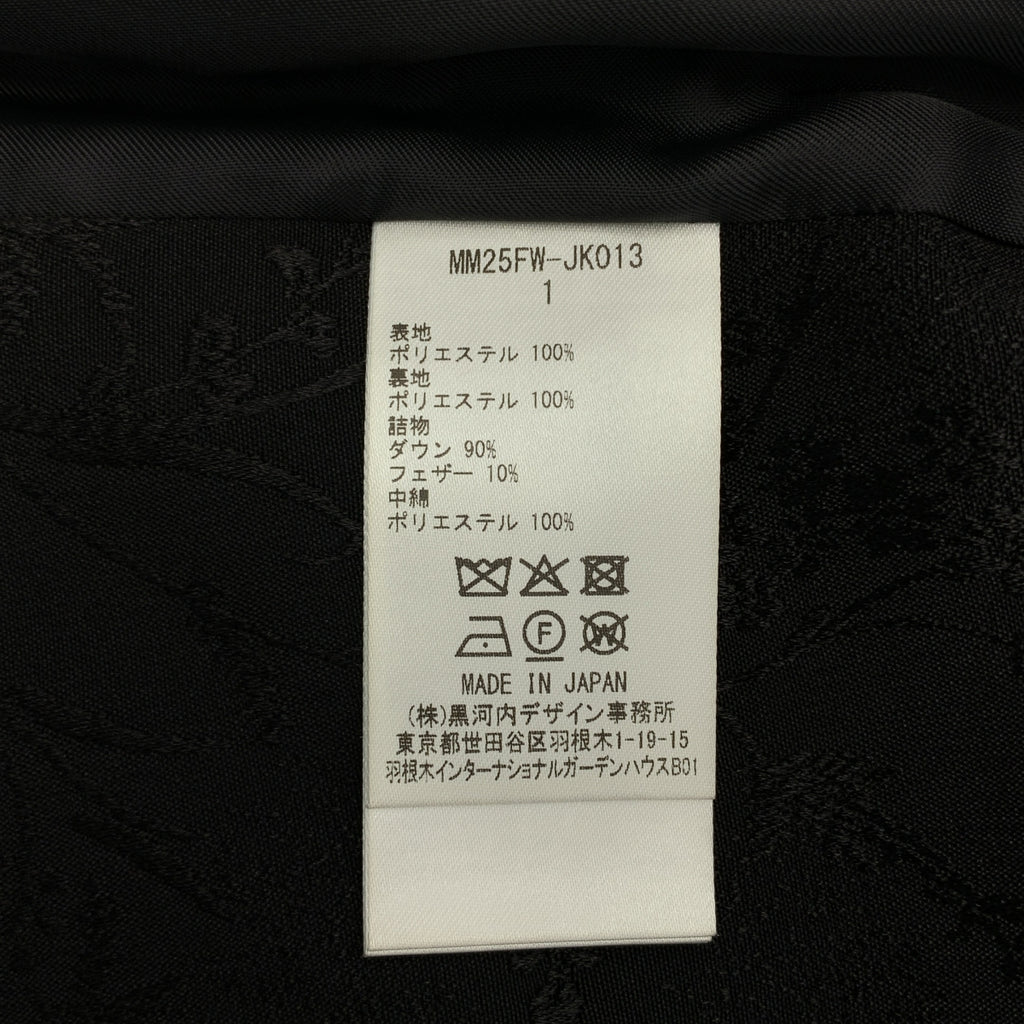 MM25FW-JK013
1
表地
ポリエステル 100%
裏地
ポリエステル 100%
詰物
ダウン 90%
フェザー 10%
中綿
ポリエステル 100%
F
W
MADE IN JAPAN
(株)黒河内デザイン事務所
東京都世田谷区羽根木1-19-15
羽根木インターナショナルガーデンハウスB01